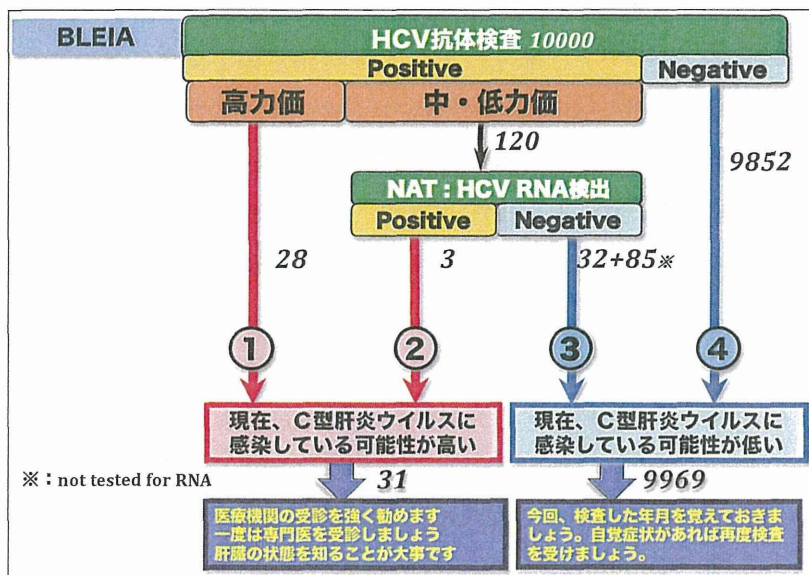 BLEIA
HCV抗体検査 10000
Positive
Negative
高力価
中・低力価
120
9852
NAT：HCV RNA検出
Positive
Negative
28
3
32+85※
①
②
③
④
現在、C型肝炎ウイルスに
感染している可能性が高い
現在、C型肝炎ウイルスに
感染している可能性が低い
※：not tested for RNA
31
9969
医療機関の受診を強く勧めます
一度は専門医を受診しましょう
肝臓の状態を知ることが大事です
今回、検査した年月を覚えておきま
しょう。自覚症状があれば再度検査
を受けましょう。